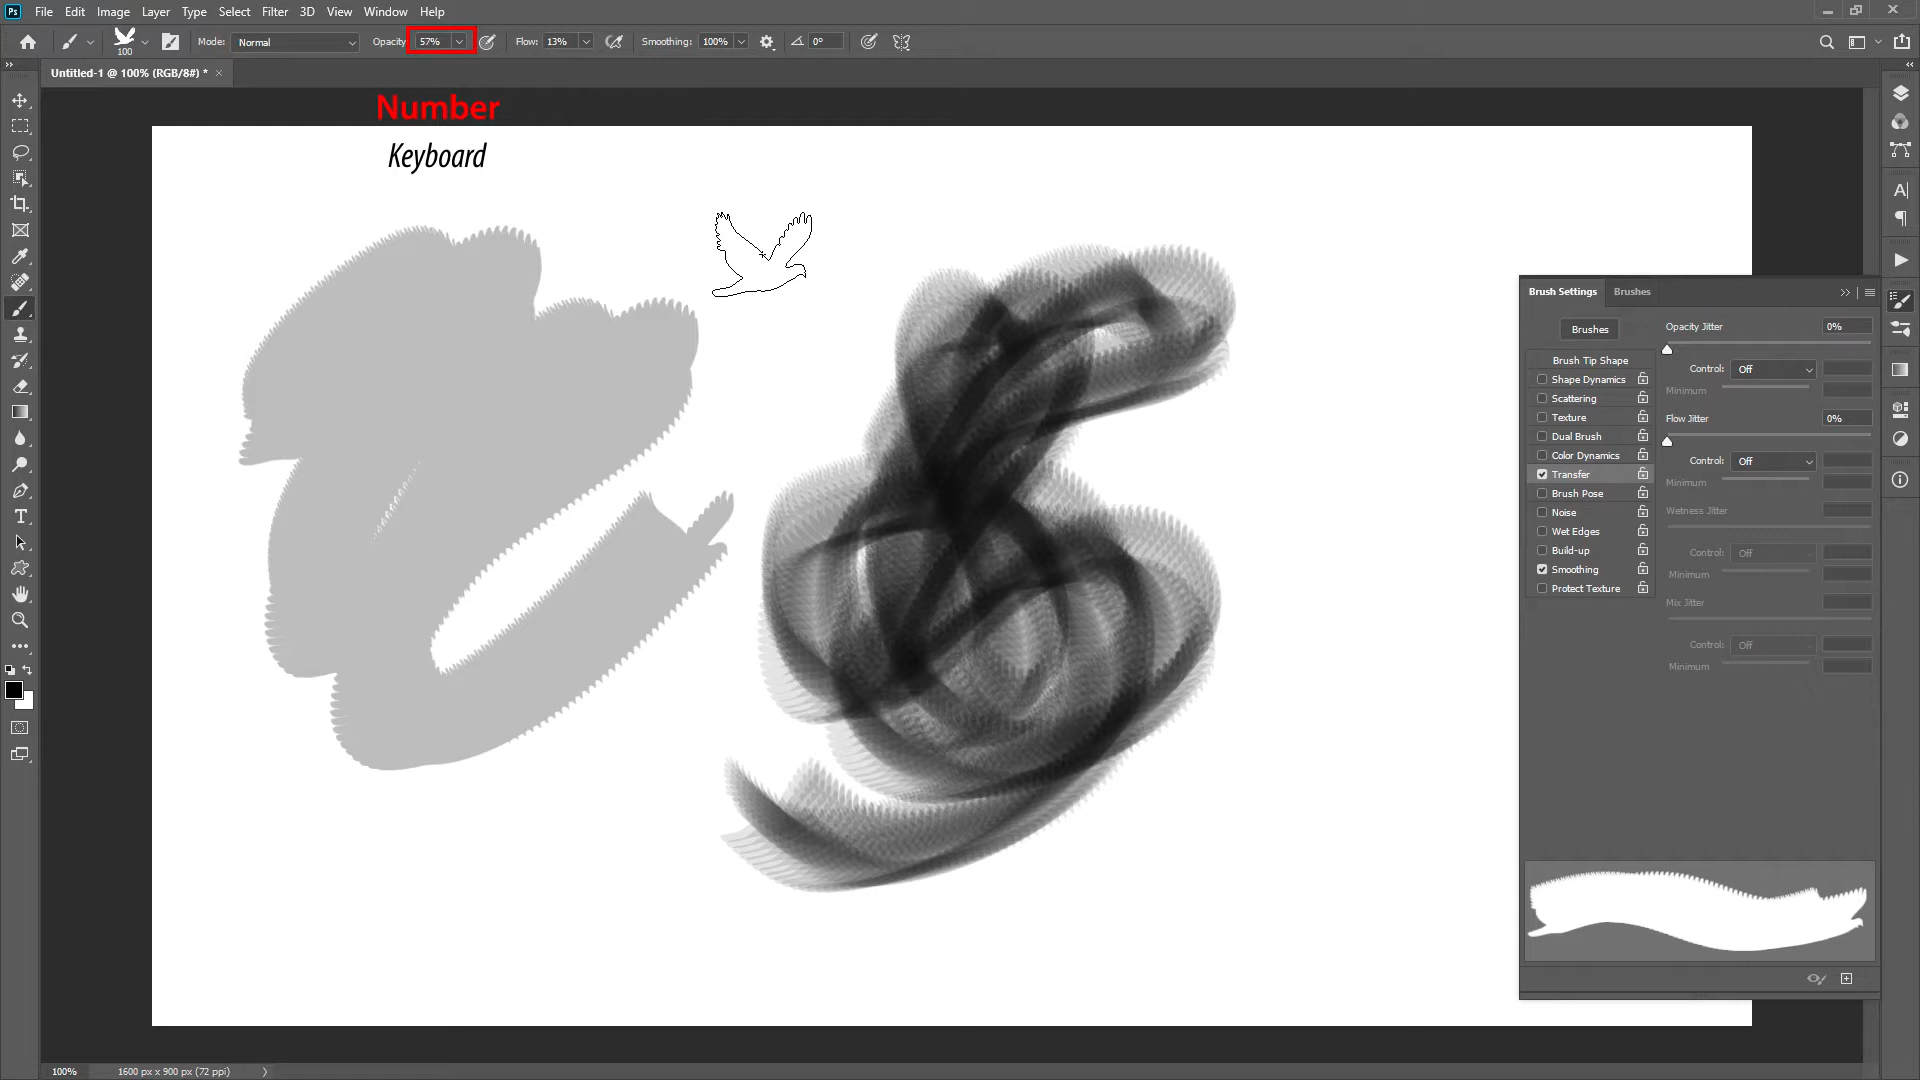 Ps File Edit Image Layer Type Select Filter 3D View Window Help
100 Mode: Normal Opacity: 57% Flow: 13% Smoothing: 100% 0°
Untitled-1 @ 100% (RGB/8#) * ×
Number
Keyboard
Brush Settings Brushes
Brushes
Brush Tip Shape
Shape Dynamics
Scattering
Texture
Dual Brush
Color Dynamics
Transfer
Brush Pose
Noise
Wet Edges
Build-up
Smoothing
Protect Texture
Opacity Jitter 0%
Control: Off
Minimum
Flow Jitter 0%
Control: Off
Minimum
Wetness Jitter
Control: Off
Minimum
Mix Jitter
Control: Off
Minimum
100% 1600 px x 900 px (72 ppi)